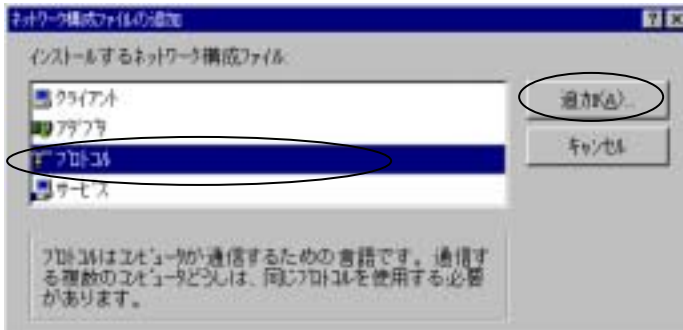 ネットワーク構成ファイルの追加
インストールするネットワーク構成ファイル:
クライアント
アダプタ
プロトコル
サービス
追加(A)...
キャンセル
プロトコルはコンピュータが通信するための言語です。通信す
る複数のコンピュータどうしは、同じプロトコルを使用する必要
があります。